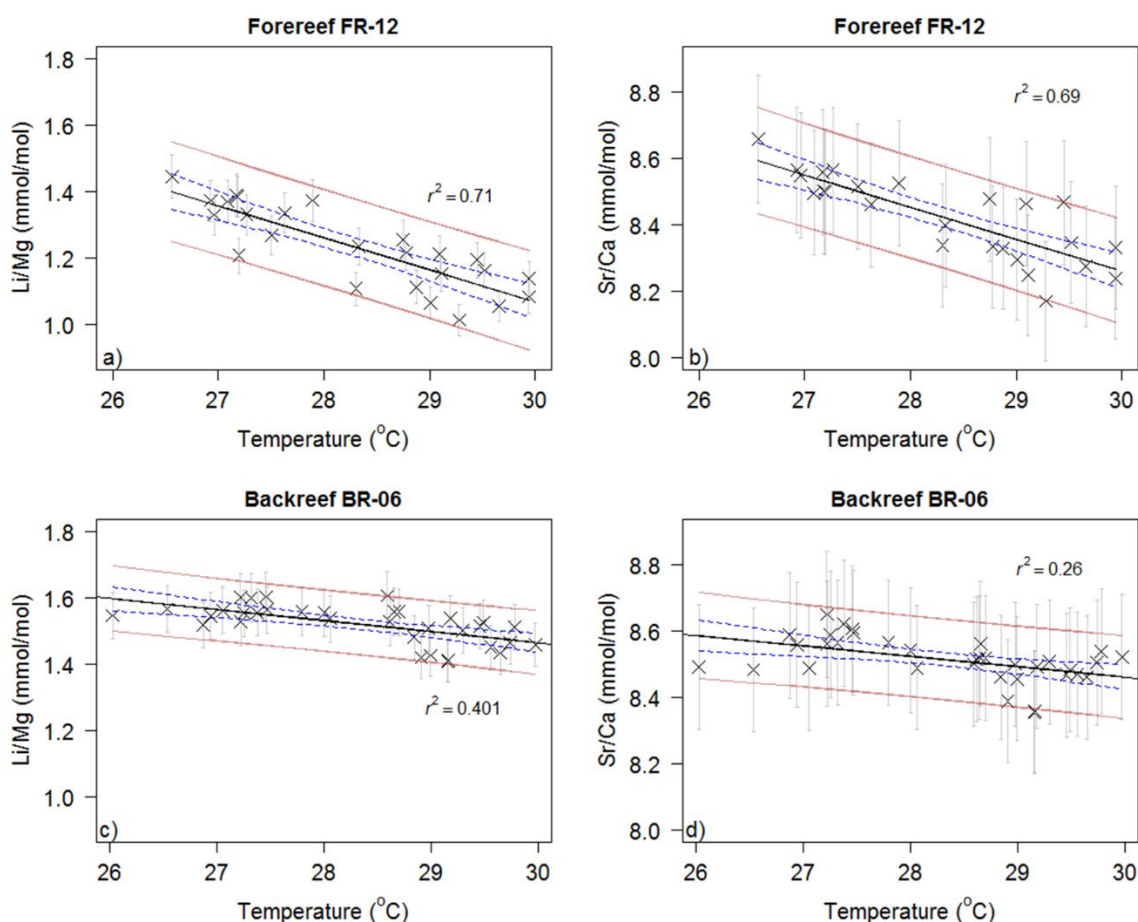 Forereef FR-12
1.8
1.6
1.4
1.2
1.0
Li/Mg (mmol/mol)
r² = 0.71
a)
26 27 28 29 30
Temperature (°C)
Forereef FR-12
8.8
8.6
8.4
8.2
8.0
Sr/Ca (mmol/mol)
r² = 0.69
b)
26 27 28 29 30
Temperature (°C)
Backreef BR-06
1.8
1.6
1.4
1.2
1.0
Li/Mg (mmol/mol)
r² = 0.401
c)
26 27 28 29 30
Temperature (°C)
Backreef BR-06
8.8
8.6
8.4
8.2
8.0
Sr/Ca (mmol/mol)
r² = 0.26
d)
26 27 28 29 30
Temperature (°C)